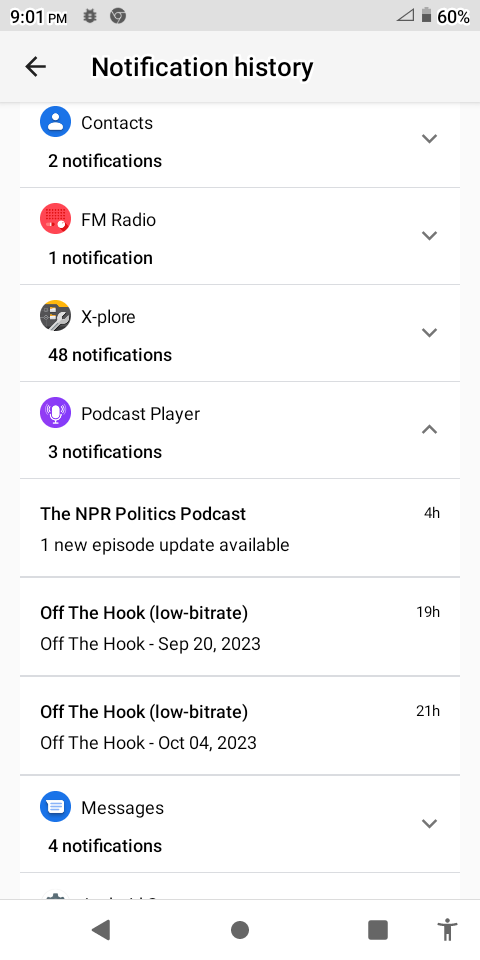 9:01 PM
60%
Notification history
Contacts
2 notifications
FM Radio
1 notification
X-plore
48 notifications
Podcast Player
3 notifications
The NPR Politics Podcast
4h
1 new episode update available
Off The Hook (low-bitrate)
19h
Off The Hook - Sep 20, 2023
Off The Hook (low-bitrate)
21h
Off The Hook - Oct 04, 2023
Messages
4 notifications